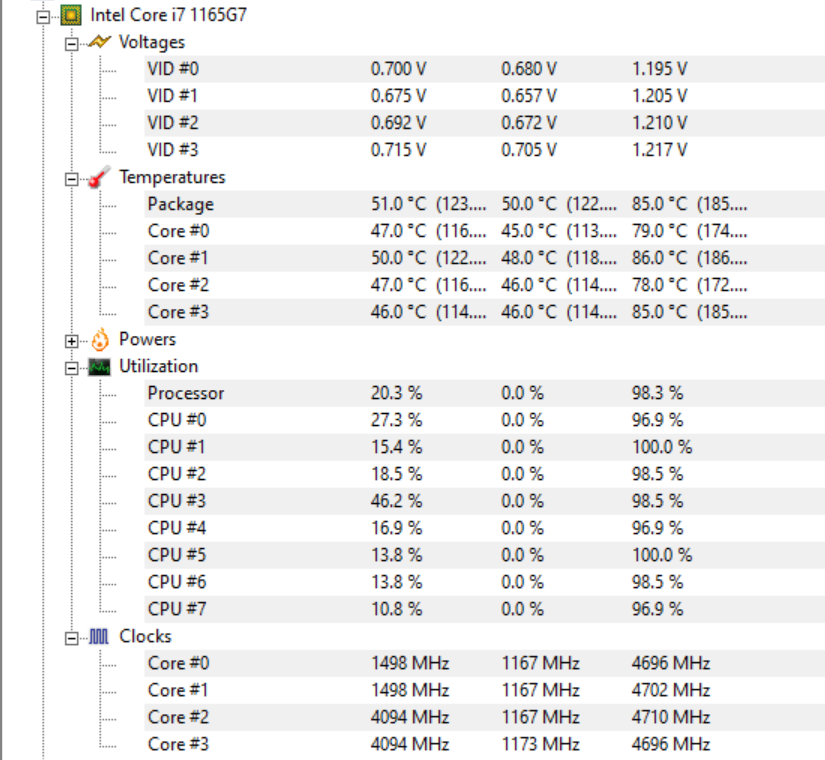 Intel Core i7 1165G7
Voltages
VID #0 0.700 V 0.680 V 1.195 V
VID #1 0.675 V 0.657 V 1.205 V
VID #2 0.692 V 0.672 V 1.210 V
VID #3 0.715 V 0.705 V 1.217 V
Temperatures
Package 51.0 °C (123.... 50.0 °C (122.... 85.0 °C (185....
Core #0 47.0 °C (116.... 45.0 °C (113.... 79.0 °C (174....
Core #1 50.0 °C (122.... 48.0 °C (118.... 86.0 °C (186....
Core #2 47.0 °C (116.... 46.0 °C (114.... 78.0 °C (172....
Core #3 46.0 °C (114.... 46.0 °C (114.... 85.0 °C (185....
Powers
Utilization
Processor 20.3 % 0.0 % 98.3 %
CPU #0 27.3 % 0.0 % 96.9 %
CPU #1 15.4 % 0.0 % 100.0 %
CPU #2 18.5 % 0.0 % 98.5 %
CPU #3 46.2 % 0.0 % 98.5 %
CPU #4 16.9 % 0.0 % 96.9 %
CPU #5 13.8 % 0.0 % 100.0 %
CPU #6 13.8 % 0.0 % 98.5 %
CPU #7 10.8 % 0.0 % 96.9 %
Clocks
Core #0 1498 MHz 1167 MHz 4696 MHz
Core #1 1498 MHz 1167 MHz 4702 MHz
Core #2 4094 MHz 1167 MHz 4710 MHz
Core #3 4094 MHz 1173 MHz 4696 MHz